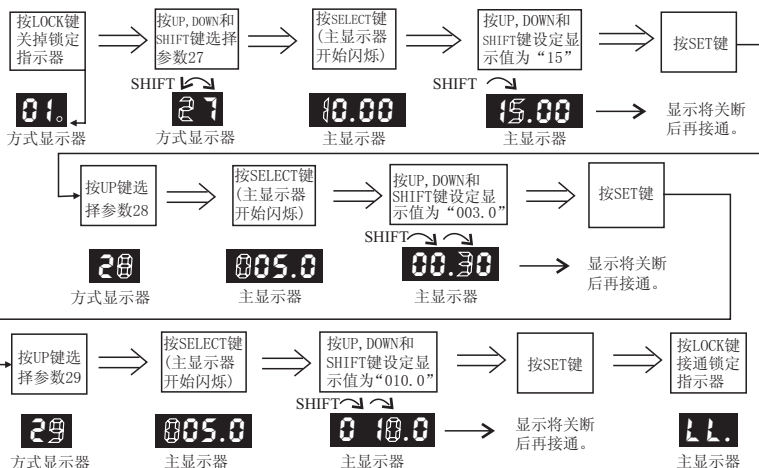 按LOCK键
关掉锁定
指示器
按UP,DOWN和
SHIFT键选择
参数27
按SELECT键
(主显示器
开始闪烁)
按UP,DOWN和
SHIFT键设定显
示值为“15”
按SET键
SHIFT
SHIFT
01.
27
10.00
15.00
显示将关断
后再接通。
方式显示器
方式显示器
主显示器
主显示器
按UP键选
择参数28
按SELECT键
(主显示器
开始闪烁)
按UP,DOWN和
SHIFT键设定显
示值为“003.0”
按SET键
SHIFT
28
005.0
00.30
显示将关断
后再接通。
方式显示器
主显示器
主显示器
按UP键选
择参数29
按SELECT键
(主显示器
开始闪烁)
按UP,DOWN和
SHIFT键设定显
示值为“010.0”
按SET键
按LOCK键
接通锁定
指示器
SHIFT
29
005.0
0 10.0
显示将关断
后再接通。
LL.
方式显示器
主显示器
主显示器
主显示器